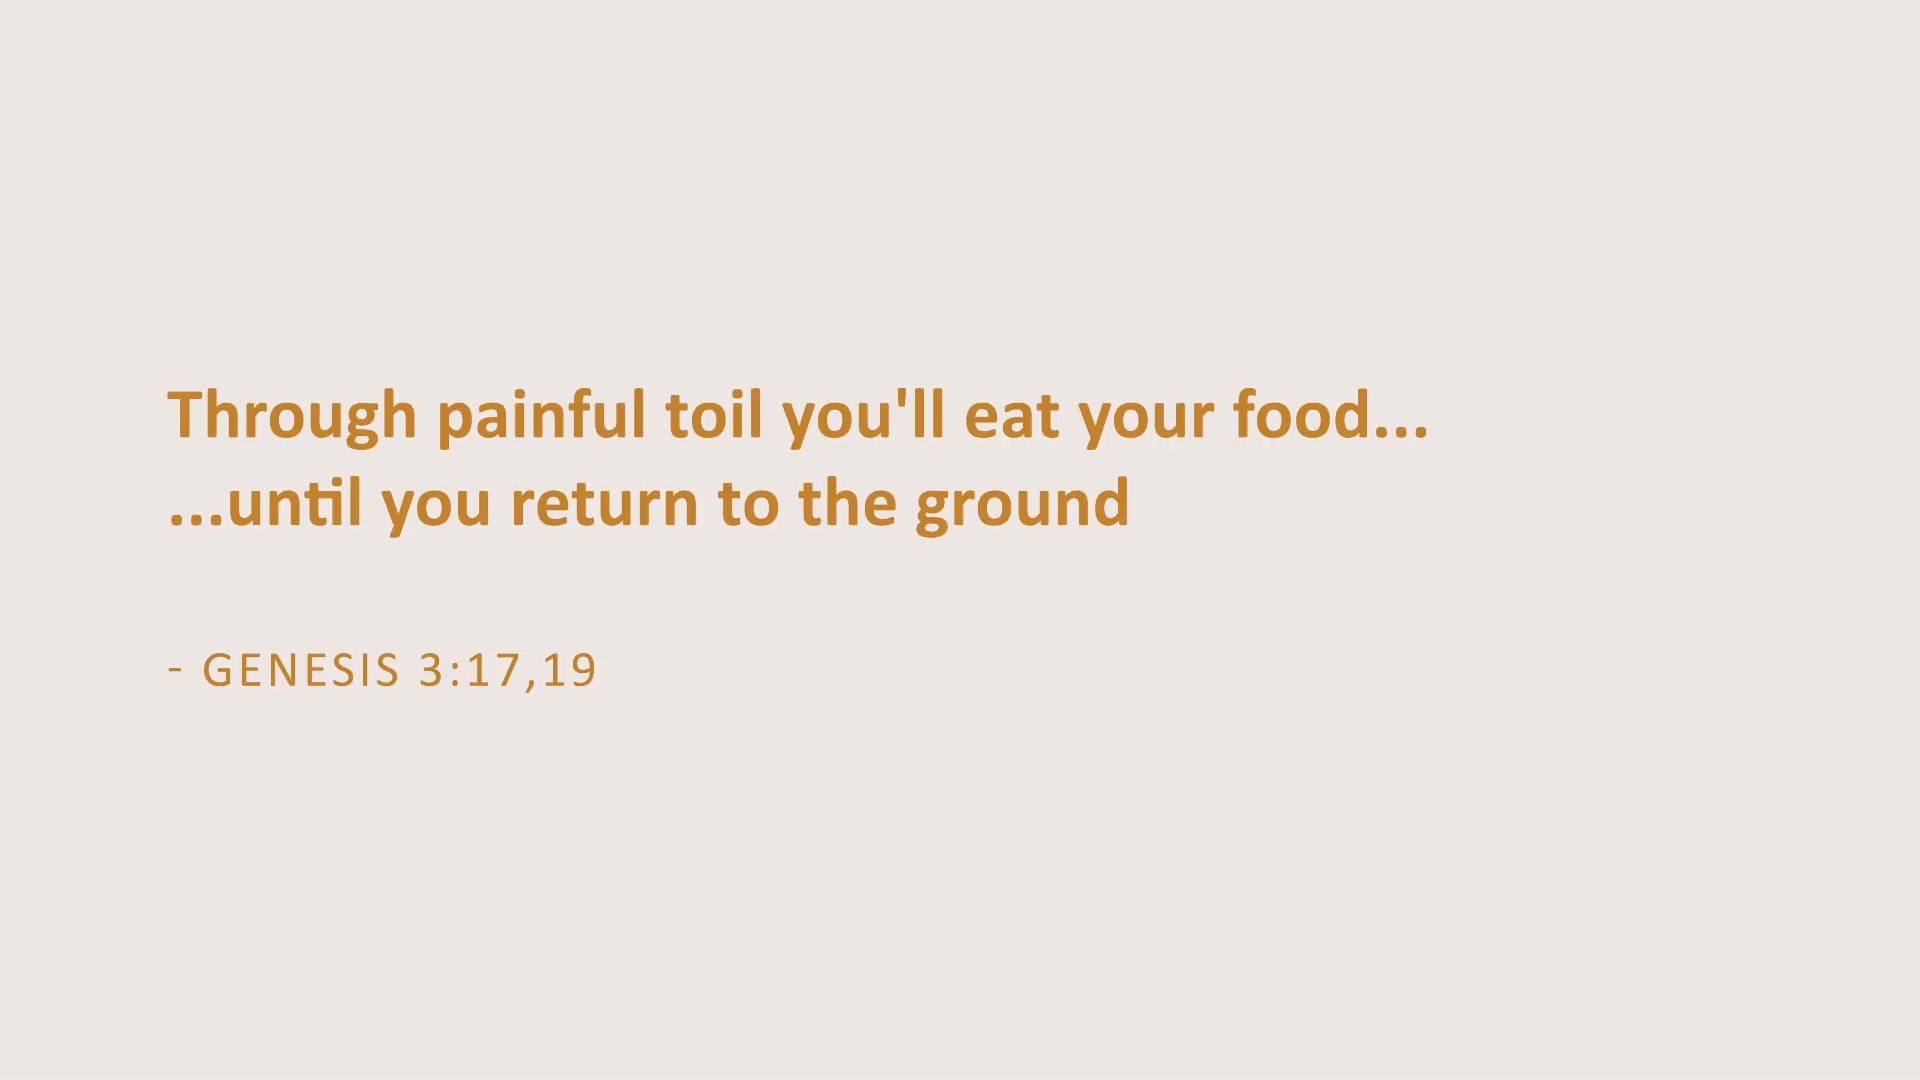 Through painful toil you'll eat your food...
...until you return to the ground
- GENESIS 3:17,19